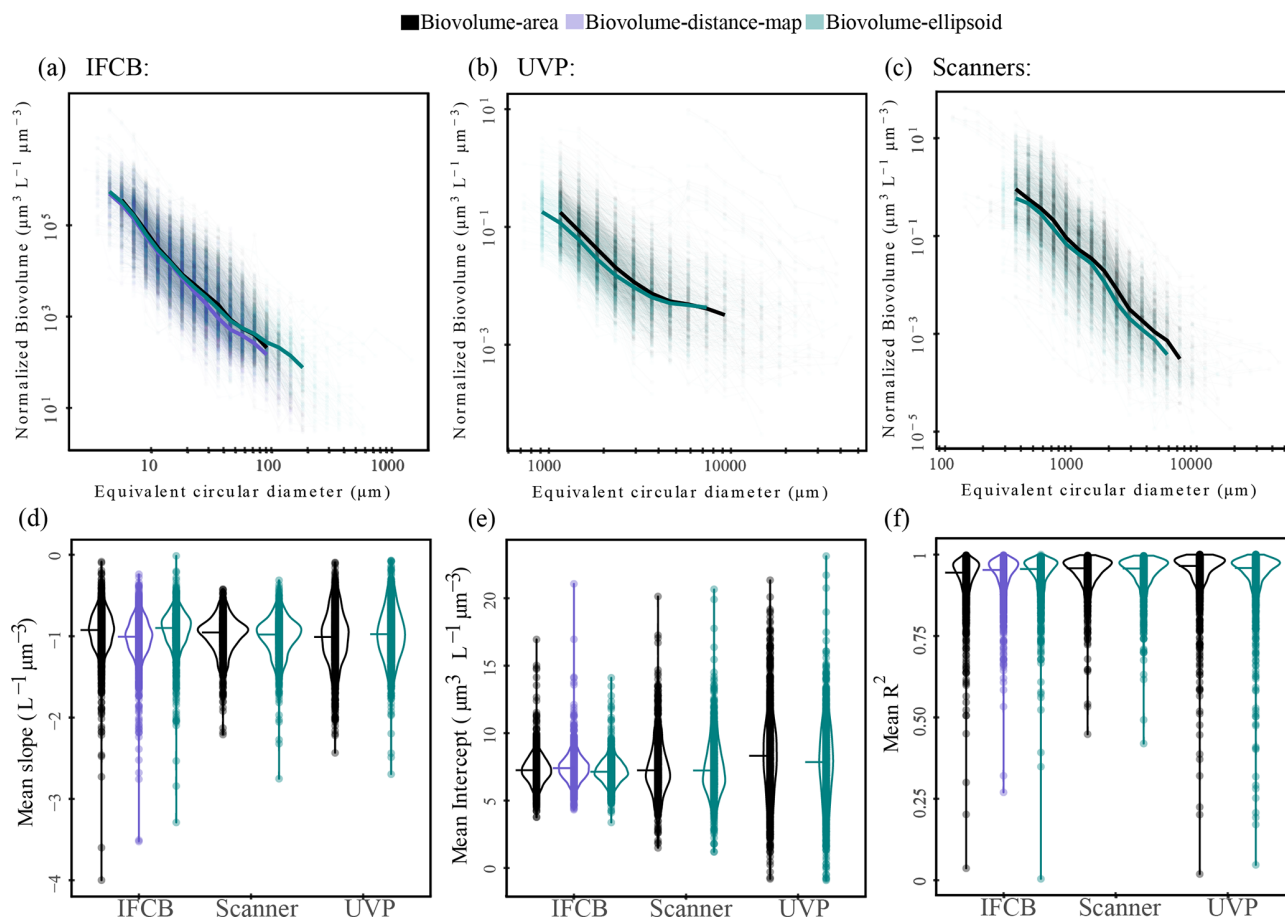 Biovolume-area Biovolume-distance-map Biovolume-ellipsoid
(a) IFCB:
(b) UVP:
(c) Scanners:
Normalized Biovolume (μm³ L⁻¹ μm⁻³)
10⁵
10³
10¹
10
100
1000
Equivalent circular diameter (μm)
Normalized Biovolume (μm³ L⁻¹ μm⁻³)
10¹
10⁻¹
10⁻³
1000
10000
Equivalent circular diameter (μm)
Normalized Biovolume (μm³ L⁻¹ μm⁻³)
10¹
10⁻¹
10⁻³
10⁻⁵
100
1000
10000
Equivalent circular diameter (μm)
(d)
Mean slope (L⁻¹ μm⁻³)
0
−1
−2
−3
−4
IFCB Scanner UVP
(e)
Mean Intercept ( μm³ L⁻¹ μm⁻³)
20
15
10
5
0
IFCB Scanner UVP
(f)
Mean R²
1
0.75
0.50
0.25
0
IFCB Scanner UVP